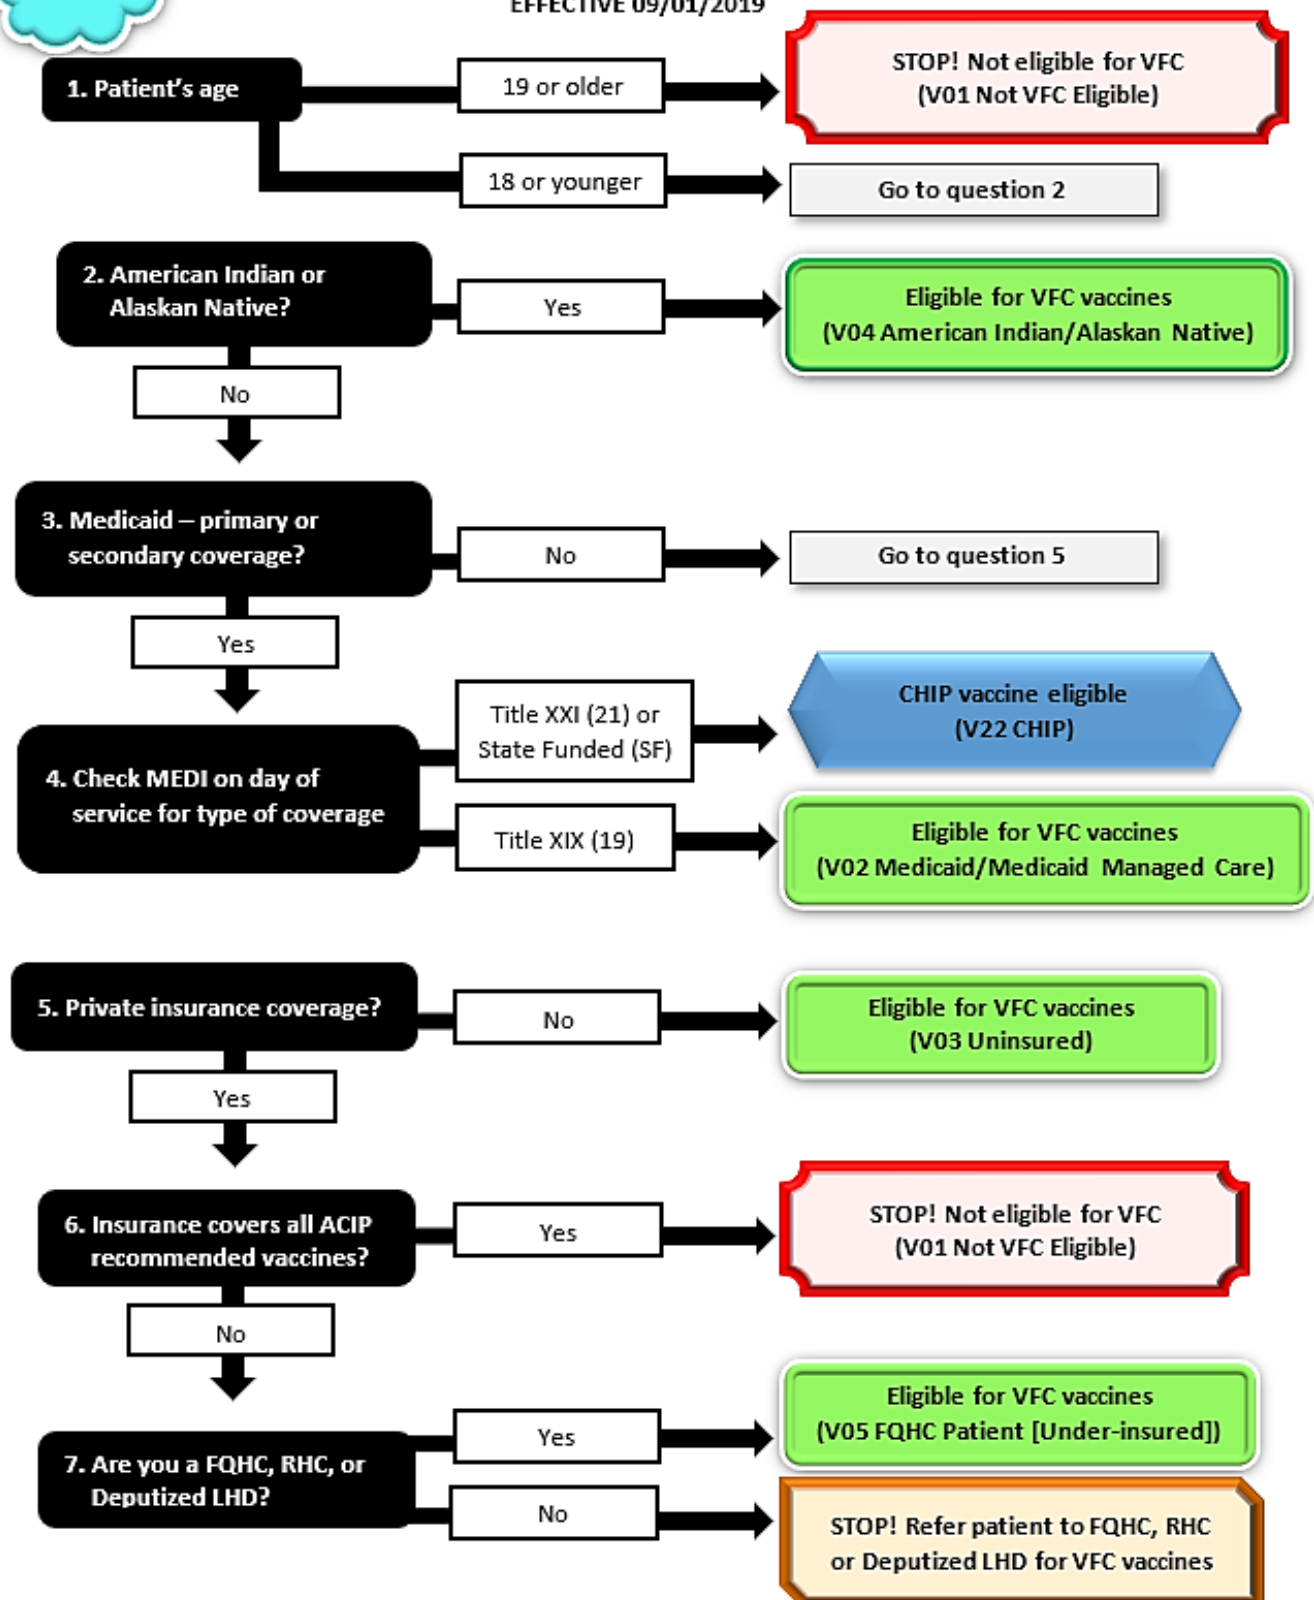 EFFECTIVE 09/01/2019
1. Patient's age
19 or older
STOP! Not eligible for VFC
(V01 Not VFC Eligible)
18 or younger
Go to question 2
2. American Indian or
Alaskan Native?
Yes
Eligible for VFC vaccines
(V04 American Indian/Alaskan Native)
No
3. Medicaid – primary or
secondary coverage?
No
Go to question 5
Yes
4. Check MEDI on day of
service for type of coverage
Title XXI (21) or
State Funded (SF)
CHIP vaccine eligible
(V22 CHIP)
Title XIX (19)
Eligible for VFC vaccines
(V02 Medicaid/Medicaid Managed Care)
5. Private insurance coverage?
No
Eligible for VFC vaccines
(V03 Uninsured)
Yes
6. Insurance covers all ACIP
recommended vaccines?
Yes
STOP! Not eligible for VFC
(V01 Not VFC Eligible)
No
7. Are you a FQHC, RHC, or
Deputized LHD?
Yes
Eligible for VFC vaccines
(V05 FQHC Patient [Under-insured])
No
STOP! Refer patient to FQHC, RHC
or Deputized LHD for VFC vaccines